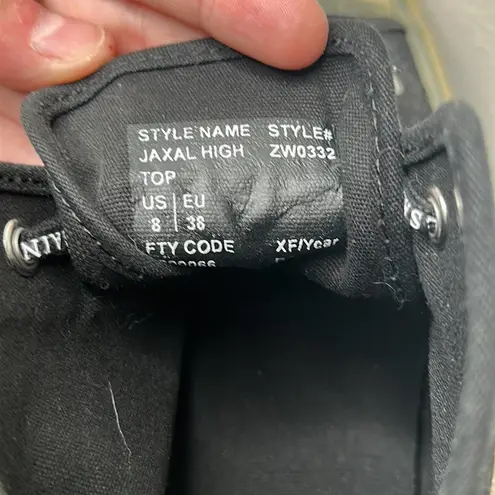 STYLE NAME STYLE#
JAXAL HIGH ZW0332
TOP
US | EU
8 | 38
FTY CODE XF/Year